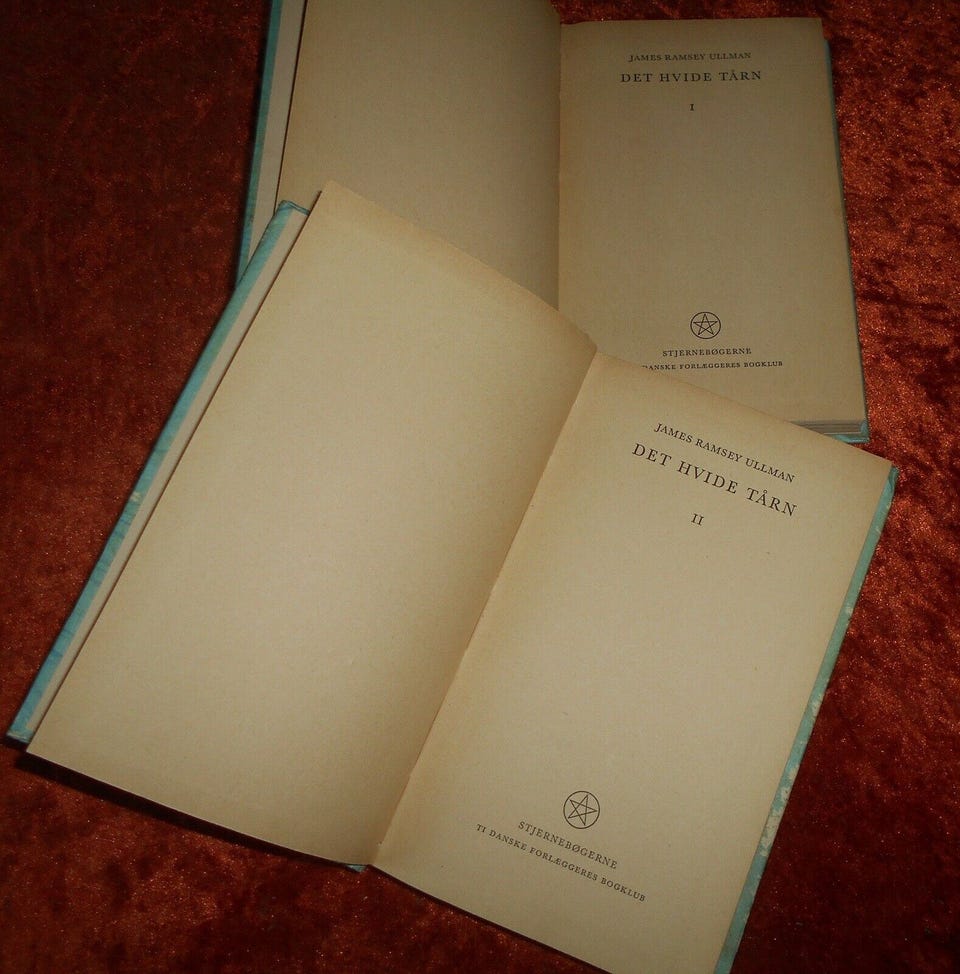 JAMES RAMSEY ULLMAN
DET HVIDE TÅRN
I
STJERNEBØGERNE
DANSKE FORLÆGGERES BOGKLUB
JAMES RAMSEY ULLMAN
DET HVIDE TÅRN
II
STJERNEBØGERNE
TI DANSKE FORLÆGGERES BOGKLUB